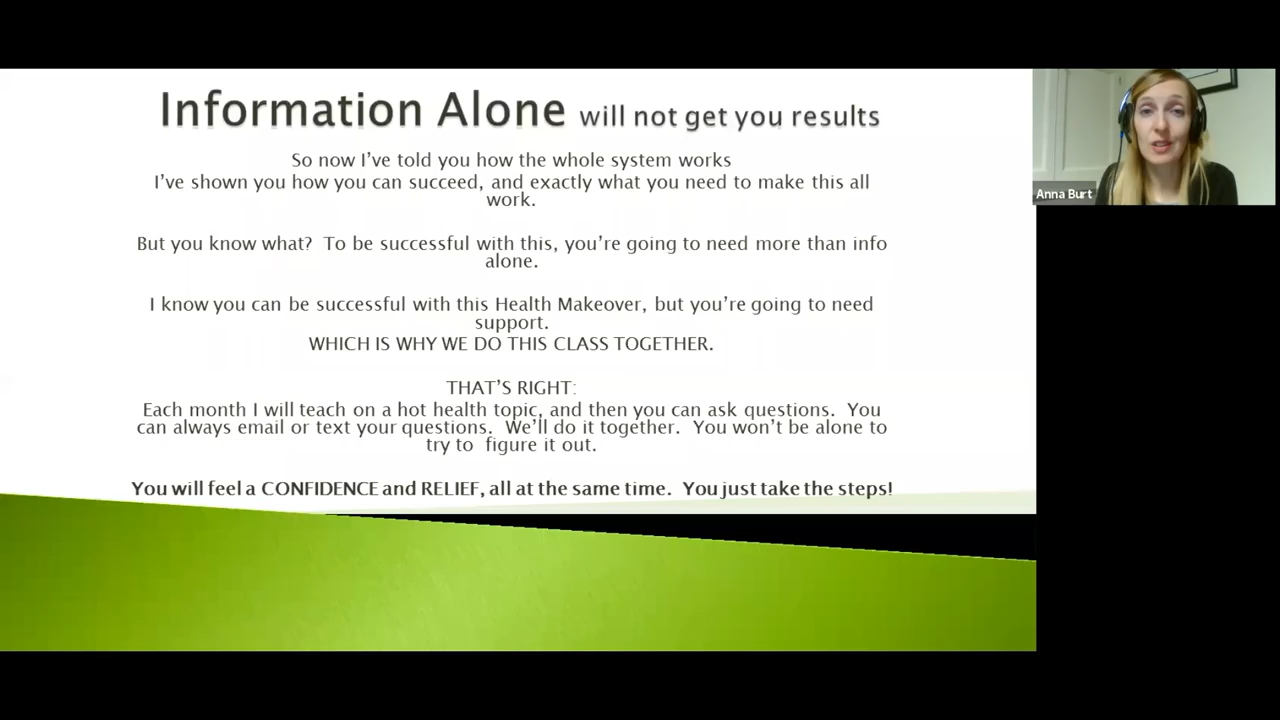 Information Alone will not get you results
So now I've told you how the whole system works
I've shown you how you can succeed, and exactly what you need to make this all
work.
But you know what?  To be successful with this, you're going to need more than info
alone.
I know you can be successful with this Health Makeover, but you're going to need
support.
WHICH IS WHY WE DO THIS CLASS TOGETHER.
THAT'S RIGHT:
Each month I will teach on a hot health topic, and then you can ask questions.  You
can always email or text your questions.  We'll do it together.  You won't be alone to
try to  figure it out.
You will feel a CONFIDENCE and RELIEF, all at the same time.  You just take the steps!
Anna Burt